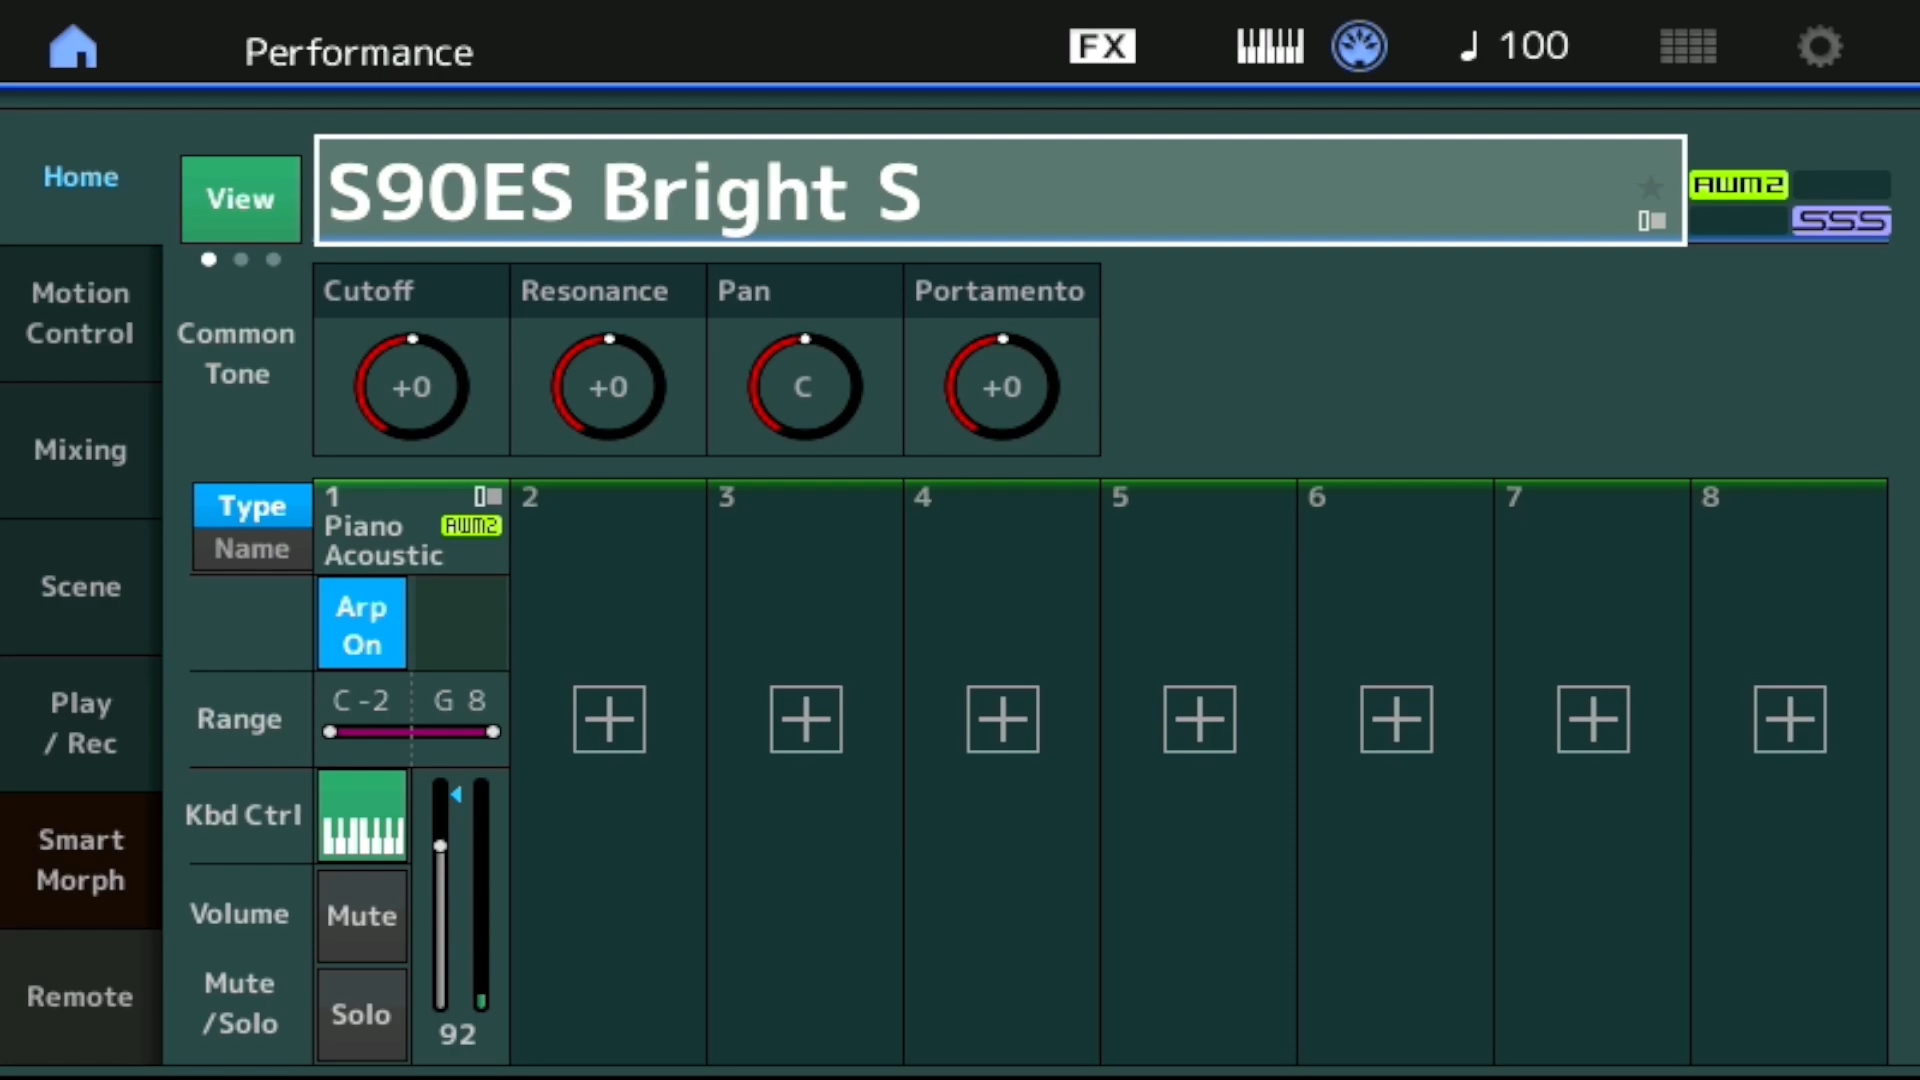 Performance
FX
100
Home
View
S90ES Bright S
AWM2
SSS
Motion
Control
Common
Tone
Cutoff
+0
Resonance
+0
Pan
C
Portamento
+0
Mixing
Type
Name
1
Piano
AWM2
Acoustic
2
3
4
5
6
7
8
Scene
Arp
On
Play
/ Rec
Range
C -2
G 8
Smart
Morph
Kbd Ctrl
Volume
Mute
Remote
Mute
/Solo
Solo
92